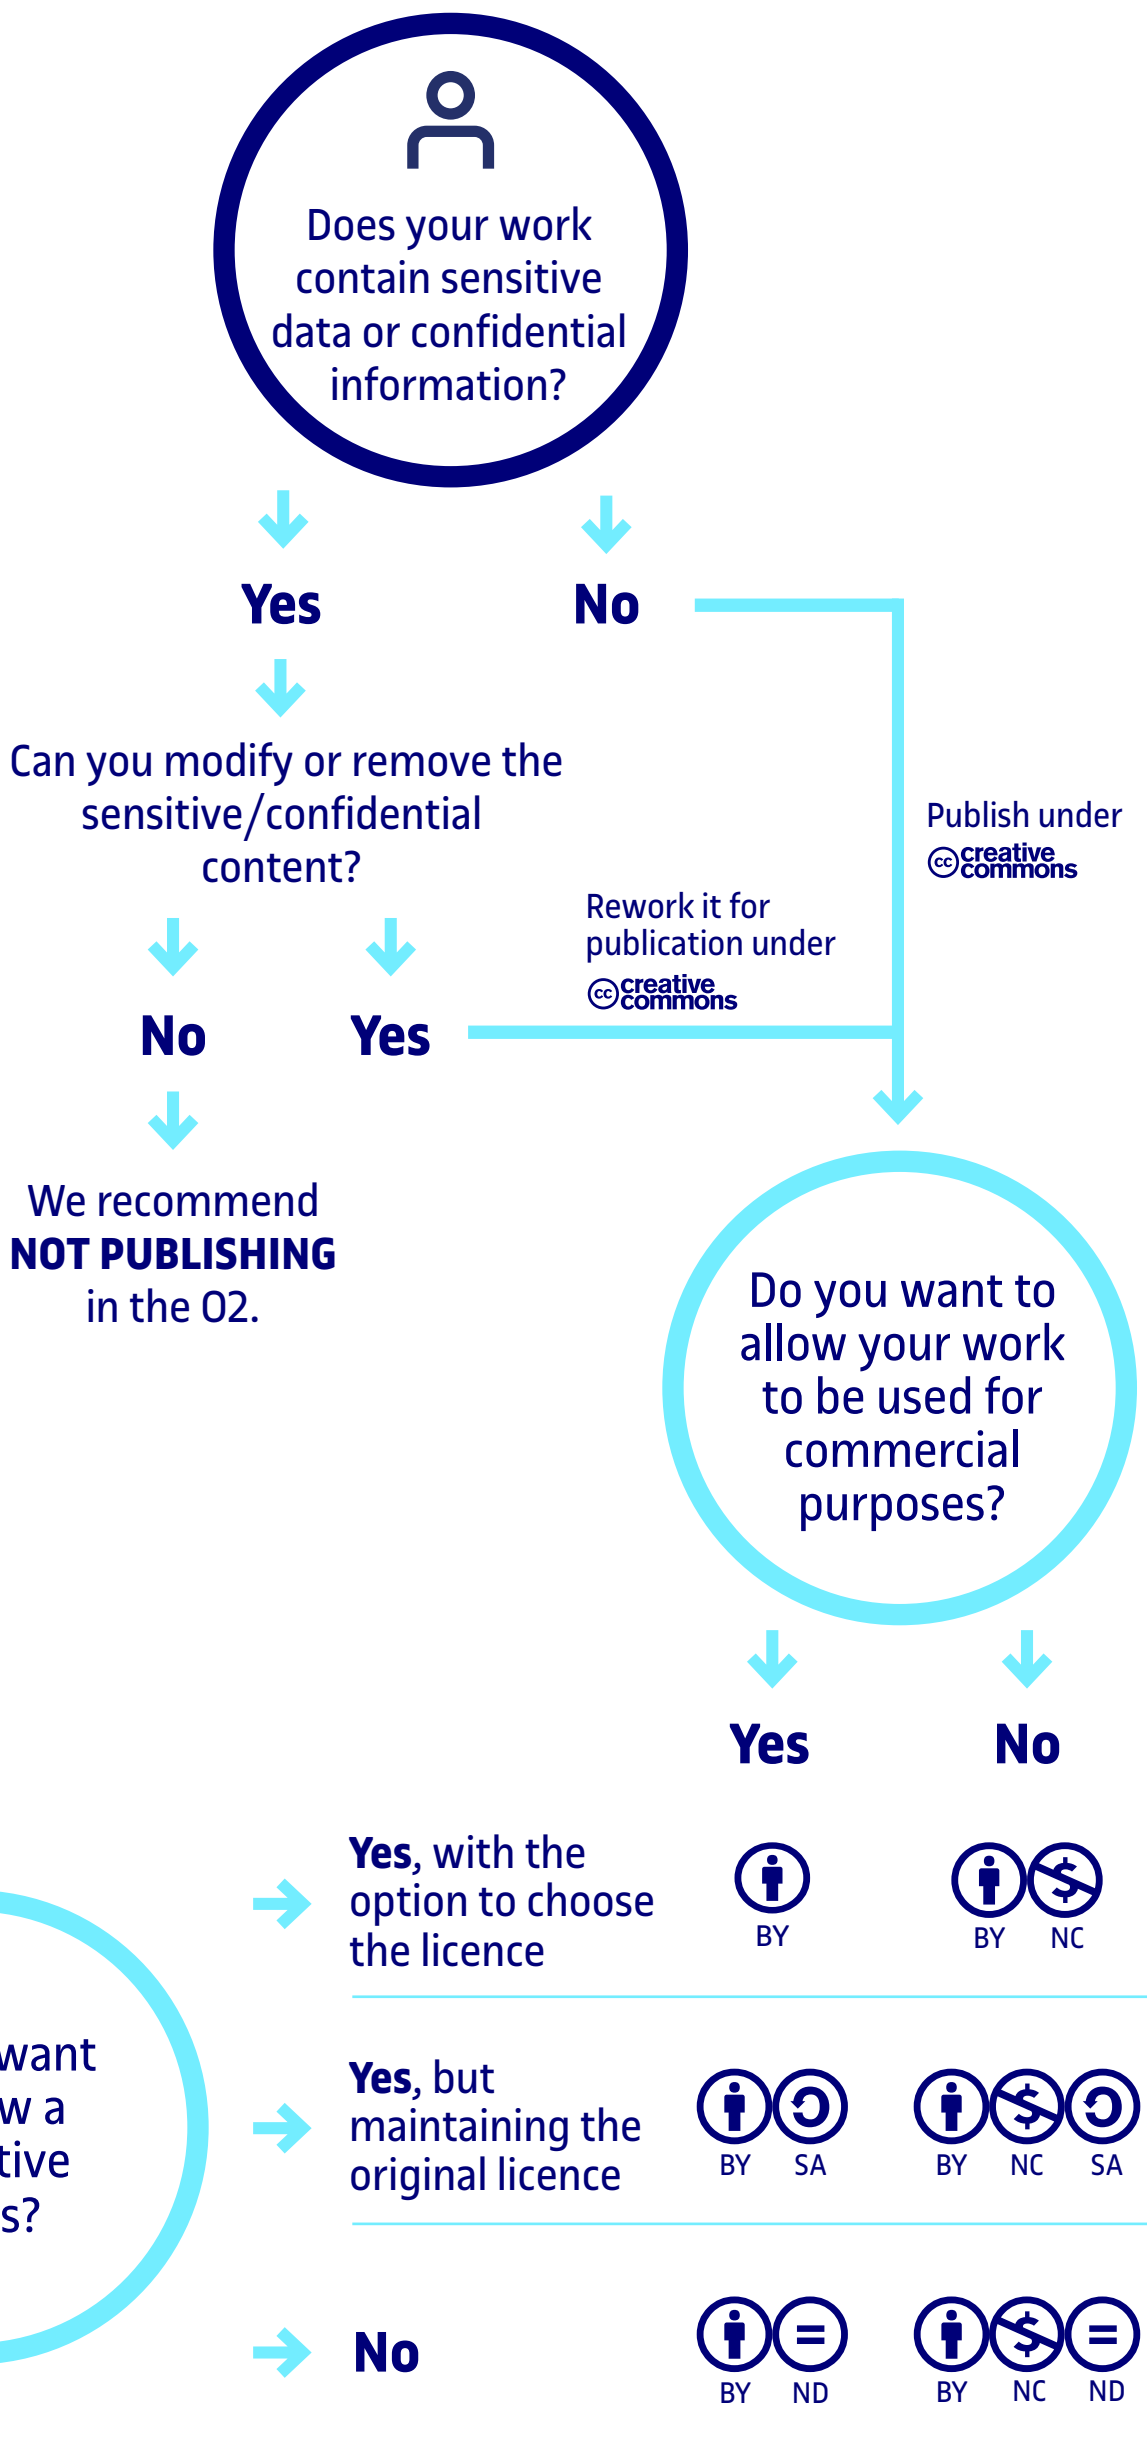 Does your work
contain sensitive
data or confidential
information?
Yes
No
Can you modify or remove the
sensitive/confidential
content?
Publish under
cc creative
commons
Rework it for
publication under
cc creative
commons
No
Yes
We recommend
NOT PUBLISHING
in the O2.
Do you want to
allow your work
to be used for
commercial
purposes?
Yes
No
want
a
Yes, with the
option to choose
the licence
BY
BY NC
Yes, but
maintaining the
original licence
BY SA
BY NC SA
No
BY ND
BY NC ND